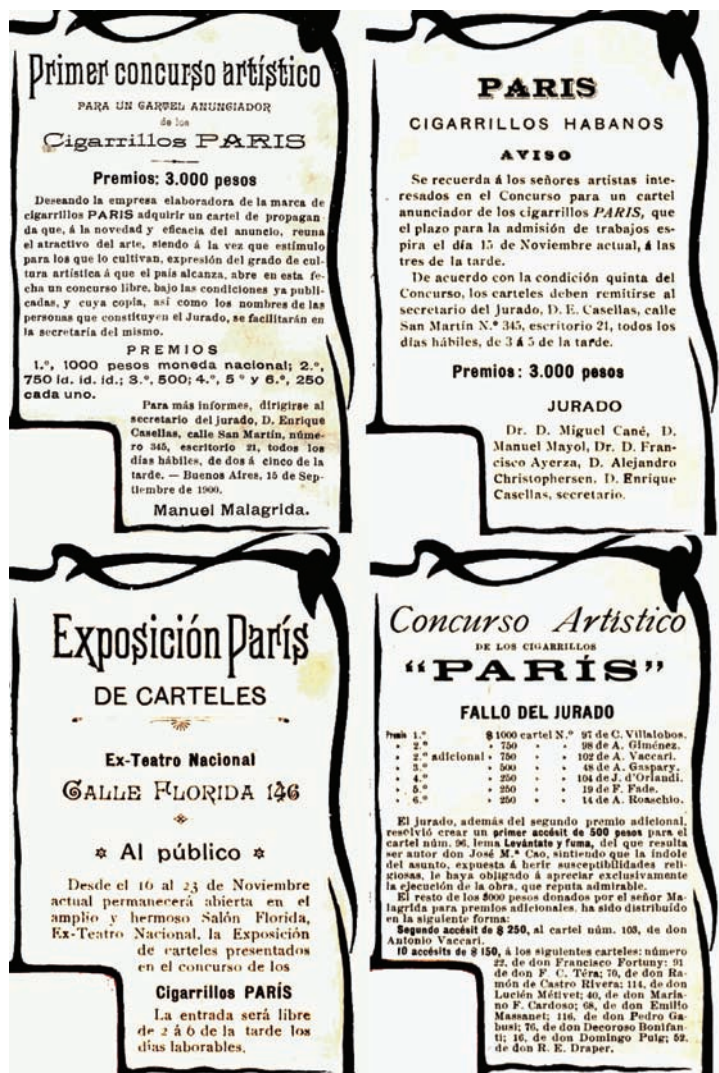 Primer concurso artístico
PARA UN CARTEL ANUNCIADOR
de los
Cigarrillos PARIS
Premios: 3.000 pesos
Deseando la empresa elaboradora de la marca de
cigarrillos PARIS adquirir un cartel de propagan
da que, á la novedad y eficacia del anuncio, reuna
el atractivo del arte, siendo á la vez que estímulo
para los que lo cultivan, expresión del grado de cul-
tura artística á que el país alcanza, abre en esta fe-
cha un concurso libre, bajo las condiciones ya publi-
cadas, y cuya copia, así como los nombres de las
personas que constituyen el Jurado, se facilitarán en
la secretaría del mismo.
PREMIOS
1.º, 1000 pesos moneda nacional; 2.º,
750 id. id. id.; 3.º, 500; 4.º, 5 º y 6.º, 250
cada uno.
Para más informes, dirigirse al
secretario del jurado, D. Enrique
Casellas, calle San Martín, núme-
ro 345, escritorio 21, todos los
días hábiles, de dos á cinco de la
tarde. — Buenos Aires, 15 de Sep-
tiembre de 1900.
Manuel Malagrida.
PARIS
CIGARRILLOS HABANOS
AVISO
Se recuerda á los señores artistas inte-
resados en el Concurso para un cartel
anunciador de los cigarrillos PARIS, que
el plazo para la admisión de trabajos es-
pira el día 15 de Noviembre actual, á las
tres de la tarde.
De acuerdo con la condición quinta del
Concurso, los carteles deben remitirse al
secretario del Jurado, D. E. Casellas, calle
San Martín N.º 345, escritorio 21, todos los
días hábiles, de 3 á 5 de la tarde.
Premios: 3.000 pesos
JURADO
Dr. D. Miguel Cané, D.
Manuel Mayol, Dr. D. Fran-
cisco Ayerza, D. Alejandro
Christophersen, D. Enrique
Casellas, secretario.
Exposición París
DE CARTELES
Ex-Teatro Nacional
CALLE FLORIDA 146
Al público
Desde el 16 al 23 de Noviembre
actual permanecerá abierta en el
amplio y hermoso Salón Florida,
Ex-Teatro Nacional, la Exposición
de carteles presentados
en el concurso de los
Cigarrillos PARÍS
La entrada será libre
de 2 á 6 de la tarde los
días laborables.
Concurso Artístico
DE LOS CIGARRILLOS
“PARÍS”
FALLO DEL JURADO
Premio 1.º $ 1000 cartel N.º 97 de C. Villalobos.
» 2.º » 750 » » 98 de A. Giménez.
» 2.º adicional » 750 » » 102 de A. Vaccari.
» 3.º » 500 » » 48 de A. Gaspary.
» 4.º » 250 » » 104 de J. d'Orlandi.
» 5.º » 250 » » 19 de F. Fade.
» 6.º » 250 » » 14 de A. Roaschio.
El jurado, además del segundo premio adicional,
resolvió crear un primer accésit de 500 pesos para el
cartel núm. 96, lema Levántate y fuma, del que resulta
ser autor don José M.ª Cao, sintiendo que la índole
del asunto, expuesta á herir susceptibilidades reli-
giosas, le haya obligado á apreciar exclusivamente
la ejecución de la obra, que reputa admirable.
El resto de los 3000 pesos donados por el señor Ma-
lagrida para premios adicionales, ha sido distribuído
en la siguiente forma:
Segundo accésit de $ 250, al cartel núm. 103, de don
Antonio Vaccari.
10 accésits de $ 150, á los siguientes carteles: número
22, de don Francisco Fortuny; 91
de don F. C. Téra; 70, de don Ra-
món de Castro Rivera; 114, de don
Lucién Métivet; 40, de don Maria-
no F. Cardoso; 68, de don Emilio
Massanet; 116, de don Pedro Ga-
busi; 76, de don Decoroso Bonifan-
ti; 16, de don Domingo Puig; 52,
de don R. E. Draper.